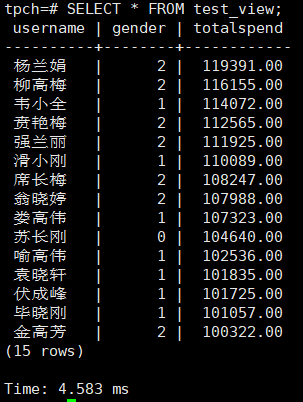 tpch=# SELECT * FROM test_view;
username | gender | totalspend
----------+--------+------------
杨兰娟 | 2 | 119391.00
柳高梅 | 2 | 116155.00
韦小全 | 1 | 114072.00
贲艳梅 | 2 | 112565.00
强兰丽 | 2 | 111925.00
滑小刚 | 1 | 110089.00
席长梅 | 2 | 108247.00
翁晓婷 | 2 | 107988.00
娄高伟 | 1 | 107323.00
苏长刚 | 0 | 104640.00
喻高伟 | 1 | 102536.00
袁晓轩 | 1 | 101835.00
伏成峰 | 1 | 101725.00
毕晓刚 | 1 | 101057.00
金高芳 | 2 | 100322.00
(15 rows)
Time: 4.583 ms